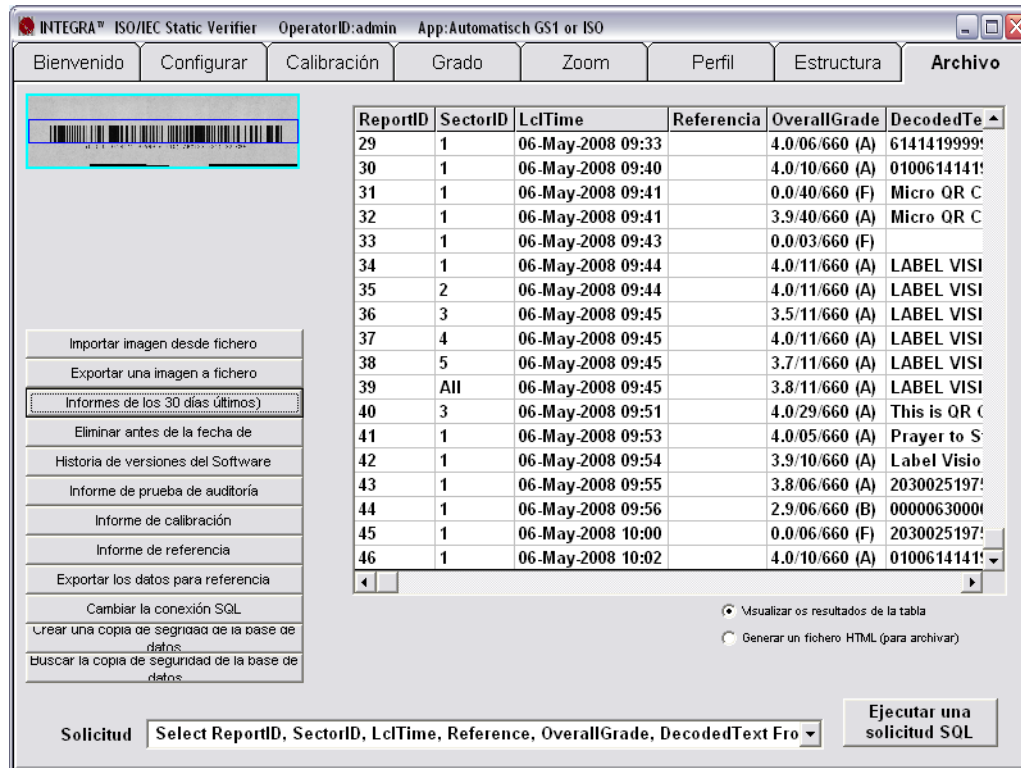 INTEGRA™ ISO/IEC Static Verifier OperatorID:admin App:Automatisch GS1 or ISO
Bienvenido Configurar Calibración Grado Zoom Perfil Estructura Archivo
ReportID SectorID LclTime Referencia OverallGrade DecodedTe
29 1 06-May-2008 09:33 4.0/06/660 (A) 61414199999
30 1 06-May-2008 09:40 4.0/10/660 (A) 01006141419
31 1 06-May-2008 09:41 0.0/40/660 (F) Micro QR C
32 1 06-May-2008 09:41 3.9/40/660 (A) Micro QR C
33 1 06-May-2008 09:43 0.0/03/660 (F)
34 1 06-May-2008 09:44 4.0/11/660 (A) LABEL VISI
35 2 06-May-2008 09:44 4.0/11/660 (A) LABEL VISI
36 3 06-May-2008 09:45 3.5/11/660 (A) LABEL VISI
37 4 06-May-2008 09:45 4.0/11/660 (A) LABEL VISI
38 5 06-May-2008 09:45 3.7/11/660 (A) LABEL VISI
39 All 06-May-2008 09:45 3.8/11/660 (A) LABEL VISI
40 3 06-May-2008 09:51 4.0/29/660 (A) This is QR C
41 1 06-May-2008 09:53 4.0/05/660 (A) Prayer to S
42 1 06-May-2008 09:54 3.9/10/660 (A) Label Visio
43 1 06-May-2008 09:55 3.8/06/660 (A) 2030025197
44 1 06-May-2008 09:56 2.9/06/660 (B) 0000063000
45 1 06-May-2008 10:00 0.0/06/660 (F) 2030025197
46 1 06-May-2008 10:02 4.0/10/660 (A) 0100614141
Importar imagen desde fichero
Exportar una imagen a fichero
Informes de los 30 días últimos)
Eliminar antes de la fecha de
Historia de versiones del Software
Informe de prueba de auditoría
Informe de calibración
Informe de referencia
Exportar los datos para referencia
Cambiar la conexión SQL
Crear una copia de segridad de la base de
datos
Buscar la copia de seguridad de la base de
datos
Visualizar os resultados de la tabla
Generar un fichero HTML (para archivar)
Solicitud Select ReportID, SectorID, LclTime, Reference, OverallGrade, DecodedText Fro
Ejecutar una
solicitud SQL